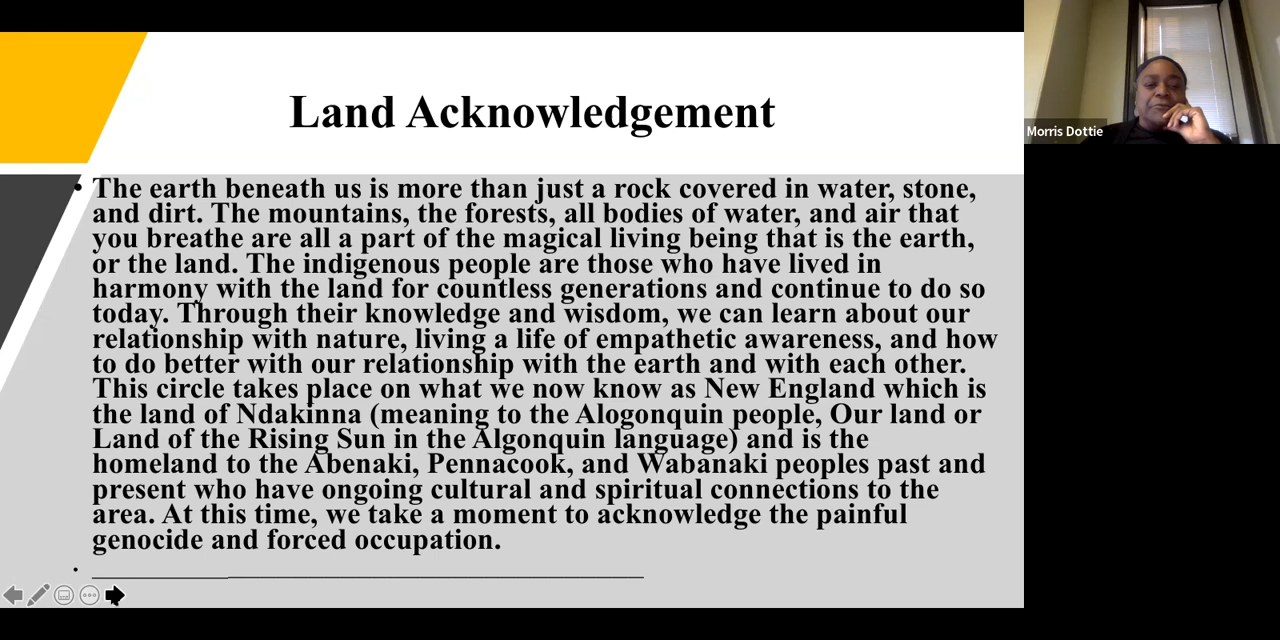 Land Acknowledgement
Morris Dottie
• The earth beneath us is more than just a rock covered in water, stone,
and dirt. The mountains, the forests, all bodies of water, and air that
you breathe are all a part of the magical living being that is the earth,
or the land. The indigenous people are those who have lived in
harmony with the land for countless generations and continue to do so
today. Through their knowledge and wisdom, we can learn about our
relationship with nature, living a life of empathetic awareness, and how
to do better with our relationship with the earth and with each other.
This circle takes place on what we now know as New England which is
the land of Ndakinna (meaning to the Alogonquin people, Our land or
Land of the Rising Sun in the Algonquin language) and is the
homeland to the Abenaki, Pennacook, and Wabanaki peoples past and
present who have ongoing cultural and spiritual connections to the
area. At this time, we take a moment to acknowledge the painful
genocide and forced occupation.